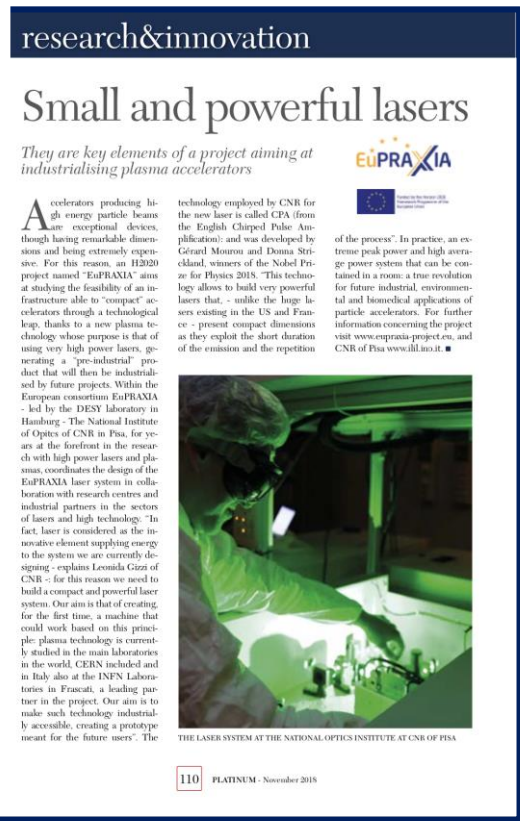 research&innovation
Small and powerful lasers
They are key elements of a project aiming at
industrialising plasma accelerators
EuPRAXIA
Funded by the Horizon 2020
Framework Programme of the
European Union
Accelerators producing hi-
gh energy particle beams
are exceptional devices,
though having remarkable dimen-
sions and being extremely expen-
sive. For this reason, an H2020
project named "EuPRAXIA" aims
at studying the feasibility of an in-
frastructure able to "compact" ac-
celerators through a technological
leap, thanks to a new plasma te-
chnology whose purpose is that of
using very high power lasers, ge-
nerating a "pre-industrial" pro-
duct that will then be industriali-
sed by future projects. Within the
European consortium EuPRAXIA
- led by the DESY laboratory in
Hamburg - The National Institute
of Opitcs of CNR in Pisa, for ye-
ars at the forefront in the resear-
ch with high power lasers and pla-
smas, coordinates the design of the
EuPRAXIA laser system in colla-
boration with research centres and
industrial partners in the sectors
of lasers and high technology. "In
fact, laser is considered as the in-
novative element supplying energy
to the system we are currently de-
signing - explains Leonida Gizzi of
CNR -: for this reason we need to
build a compact and powerful laser
system. Our aim is that of creating,
for the first time, a machine that
could work based on this princi-
ple: plasma technology is current-
ly studied in the main laboratories
in the world, CERN included and
in Italy also at the INFN Labora-
tories in Frascati, a leading par-
tner in the project. Our aim is to
make such technology industrial-
ly accessible, creating a prototype
meant for the future users". The
technology employed by CNR for
the new laser is called CPA (from
the English Chirped Pulse Am-
plification): and was developed by
Gérard Mourou and Donna Stri-
ckland, winners of the Nobel Pri-
ze for Physics 2018. "This techno-
logy allows to build very powerful
lasers that, - unlike the huge la-
sers existing in the US and Fran-
ce - present compact dimensions
as they exploit the short duration
of the emission and the repetition
of the process". In practice, an ex-
treme peak power and high avera-
ge power system that can be con-
tained in a room: a true revolution
for future industrial, environmen-
tal and biomedical applications of
particle accelerators. For further
information concerning the project
visit www.eupraxia-project.eu, and
CNR of Pisa www.ilil.ino.it.
THE LASER SYSTEM AT THE NATIONAL OPTICS INSTITUTE AT CNR OF PISA
110 PLATINUM - November 2018